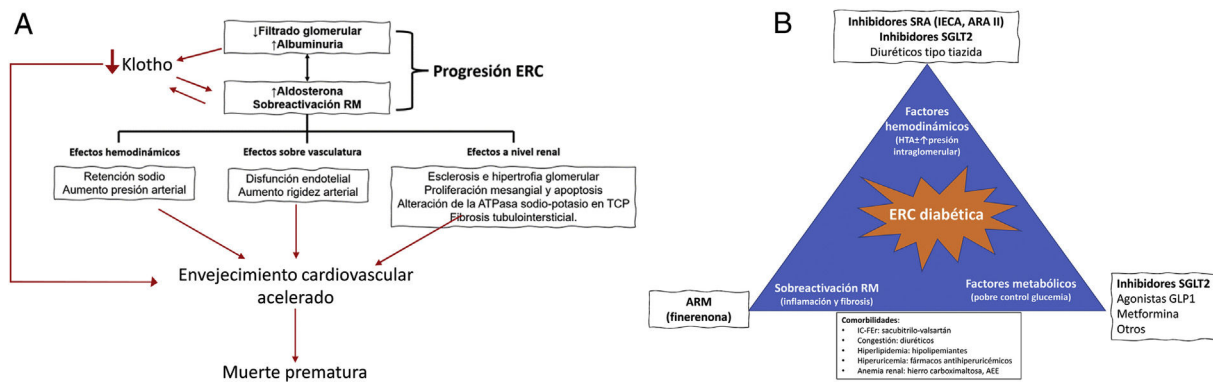 A
↓Filtrado glomerular
↑Albuminuria
↓ Klotho
Progresión ERC
↑Aldosterona
Sobreactivación RM
Efectos hemodinámicos
Retención sodio
Aumento presión arterial
Efectos sobre vasculatura
Disfunción endotelial
Aumento rigidez arterial
Efectos a nivel renal
Esclerosis e hipertrofia glomerular
Proliferación mesangial y apoptosis
Alteración de la ATPasa sodio-potasio en TCP
Fibrosis tubulointersticial.
Envejecimiento cardiovascular
acelerado
Muerte prematura
B
Inhibidores SRA (IECA, ARA II)
Inhibidores SGLT2
Diuréticos tipo tiazida
Factores
hemodinámicos
(HTA±↑presión
intraglomerular)
ERC diabética
Sobreactivación RM
(inflamación y fibrosis)
Factores metabólicos
(pobre control glucemia)
ARM
(finerenona)
Inhibidores SGLT2
Agonistas GLP1
Metformina
Otros
Comorbilidades:
• IC-FEr: sacubitrilo-valsartán
• Congestión: diuréticos
• Hiperlipidemia: hipolipemiantes
• Hiperuricemia: fármacos antihiperuricémicos
• Anemia renal: hierro carboximaltosa, AEE